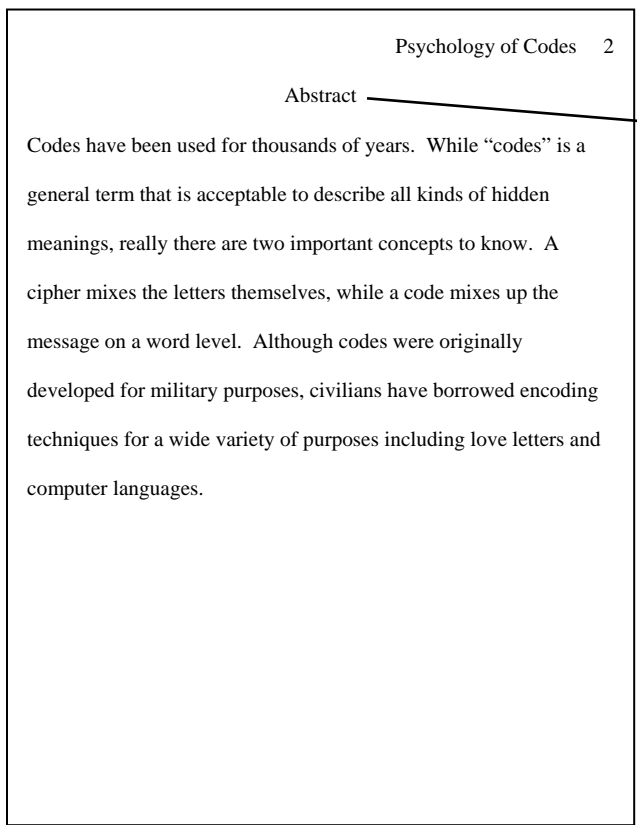 Psychology of Codes 2
Abstract
Codes have been used for thousands of years. While “codes” is a
general term that is acceptable to describe all kinds of hidden
meanings, really there are two important concepts to know. A
cipher mixes the letters themselves, while a code mixes up the
message on a word level. Although codes were originally
developed for military purposes, civilians have borrowed encoding
techniques for a wide variety of purposes including love letters and
computer languages.